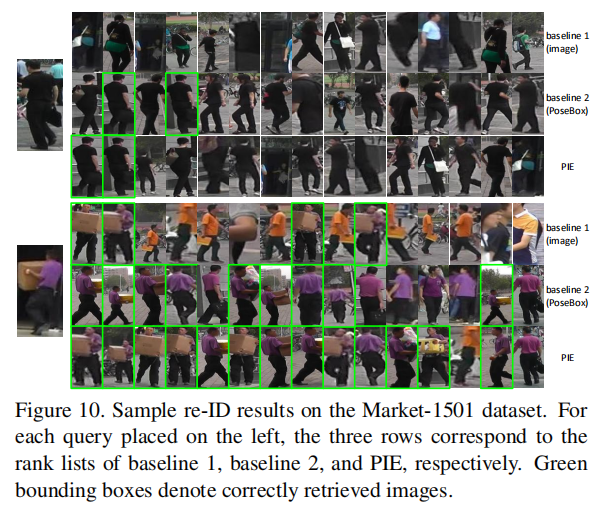 baseline 1
(image)
baseline 2
(PoseBox)
PIE
baseline 1
(image)
baseline 2
(PoseBox)
PIE
Figure 10. Sample re-ID results on the Market-1501 dataset. For
each query placed on the left, the three rows correspond to the
rank lists of baseline 1, baseline 2, and PIE, respectively. Green
bounding boxes denote correctly retrieved images.